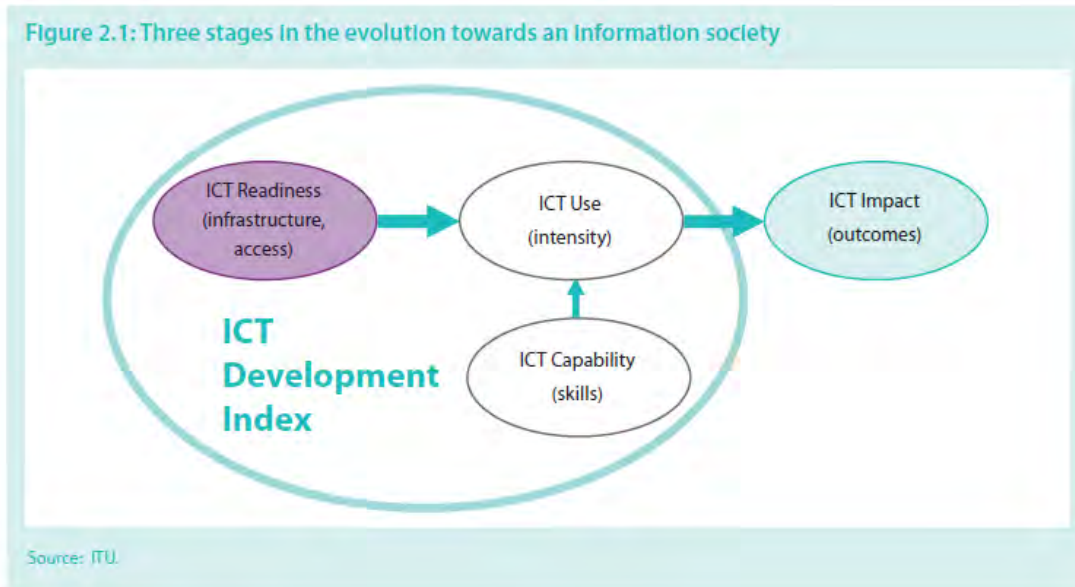 Figure 2.1: Three stages in the evolution towards an information society
ICT Readiness
(infrastructure,
access)
ICT Use
(intensity)
ICT Impact
(outcomes)
ICT
Development
Index
ICT Capability
(skills)
Source: ITU.